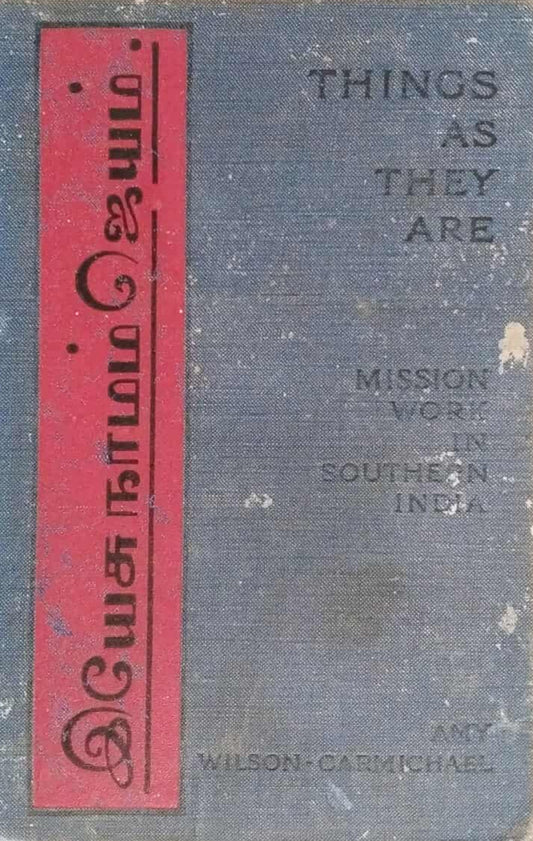 இயேசு நாமம் ஜெயம்.
THINGS
AS
THEY
ARE
MISSION
WORK
IN
SOUTHERN
INDIA
AMY
WILSON-CARMICHAEL